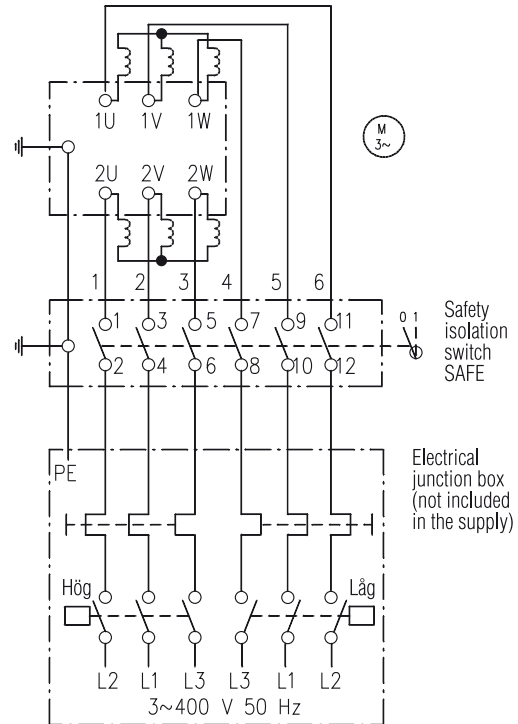 1U 1V 1W
M
3~
2U 2V 2W
1 2 3 4 5 6
1 3 5 7 9 11
0 1
Safety
isolation
switch
SAFE
2 4 6 8 10 12
PE
Electrical
junction box
(not included
in the supply)
Hög Låg
L2 L1 L3 L3 L1 L2
3~400 V 50 Hz